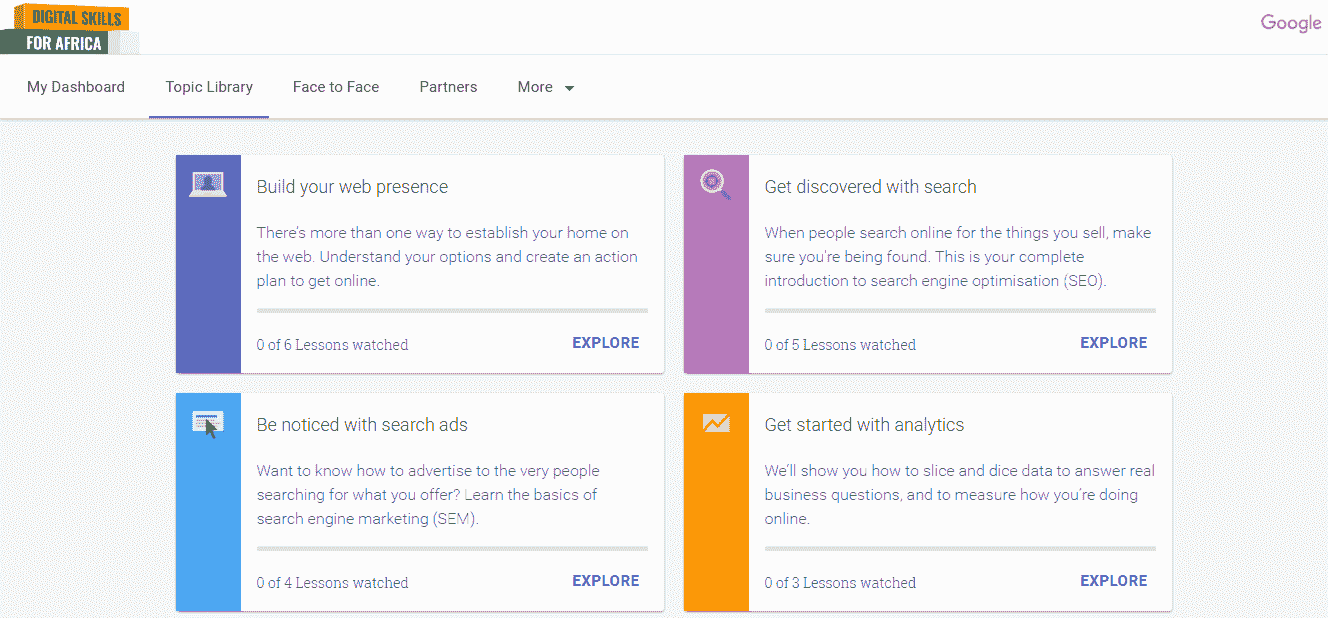 DIGITAL SKILLS
FOR AFRICA
Google
My Dashboard
Topic Library
Face to Face
Partners
More
Build your web presence
There's more than one way to establish your home on
the web. Understand your options and create an action
plan to get online.
0 of 6 Lessons watched
EXPLORE
Get discovered with search
When people search online for the things you sell, make
sure you're being found. This is your complete
introduction to search engine optimisation (SEO).
0 of 5 Lessons watched
EXPLORE
Be noticed with search ads
Want to know how to advertise to the very people
searching for what you offer? Learn the basics of
search engine marketing (SEM).
0 of 4 Lessons watched
EXPLORE
Get started with analytics
We'll show you how to slice and dice data to answer real
business questions, and to measure how you're doing
online.
0 of 3 Lessons watched
EXPLORE